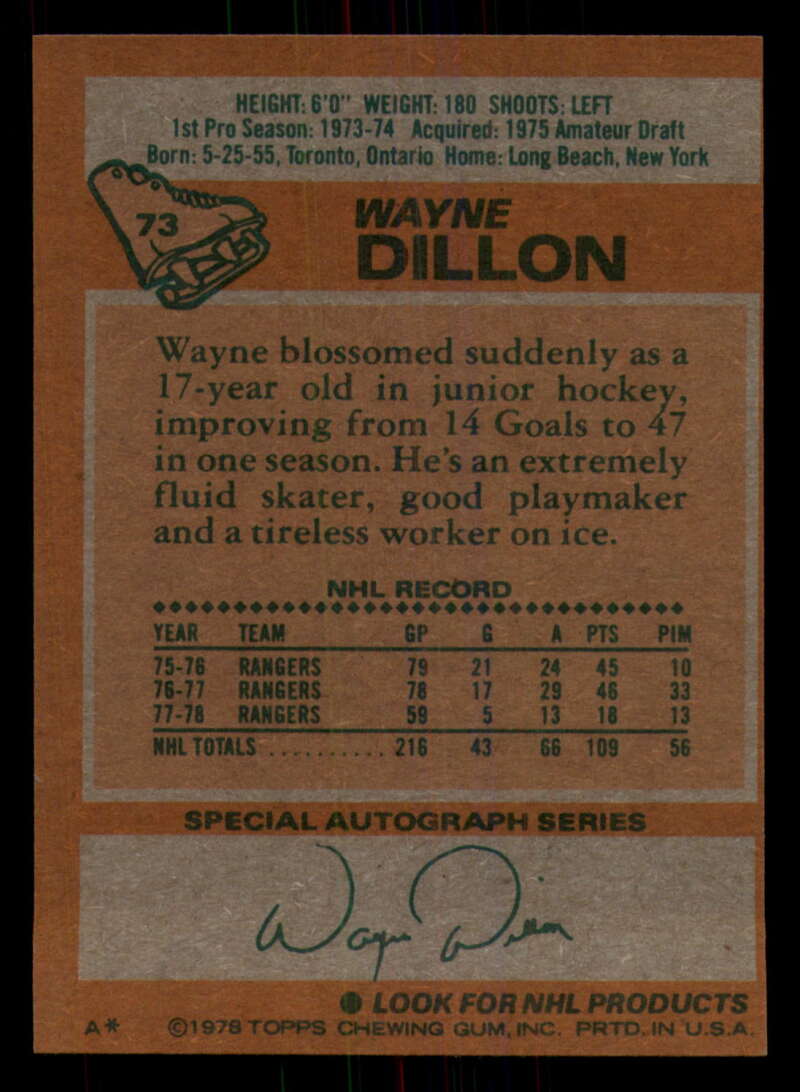 HEIGHT: 6'0" WEIGHT: 180 SHOOTS: LEFT
1st Pro Season: 1973-74 Acquired: 1975 Amateur Draft
Born: 5-25-55, Toronto, Ontario Home: Long Beach, New York
73
WAYNE
DILLON
Wayne blossomed suddenly as a
17-year old in junior hockey,
improving from 14 Goals to 47
in one season. He's an extremely
fluid skater, good playmaker
and a tireless worker on ice.
NHL RECORD
YEAR TEAM GP G A PTS PIM
75-76 RANGERS 79 21 24 45 10
76-77 RANGERS 78 17 29 46 33
77-78 RANGERS 59 5 13 18 13
NHL TOTALS .......... 216 43 66 109 56
SPECIAL AUTOGRAPH SERIES
Wayne Dillon
● LOOK FOR NHL PRODUCTS
A* ©1978 TOPPS CHEWING GUM, INC. PRTD. IN U.S.A.